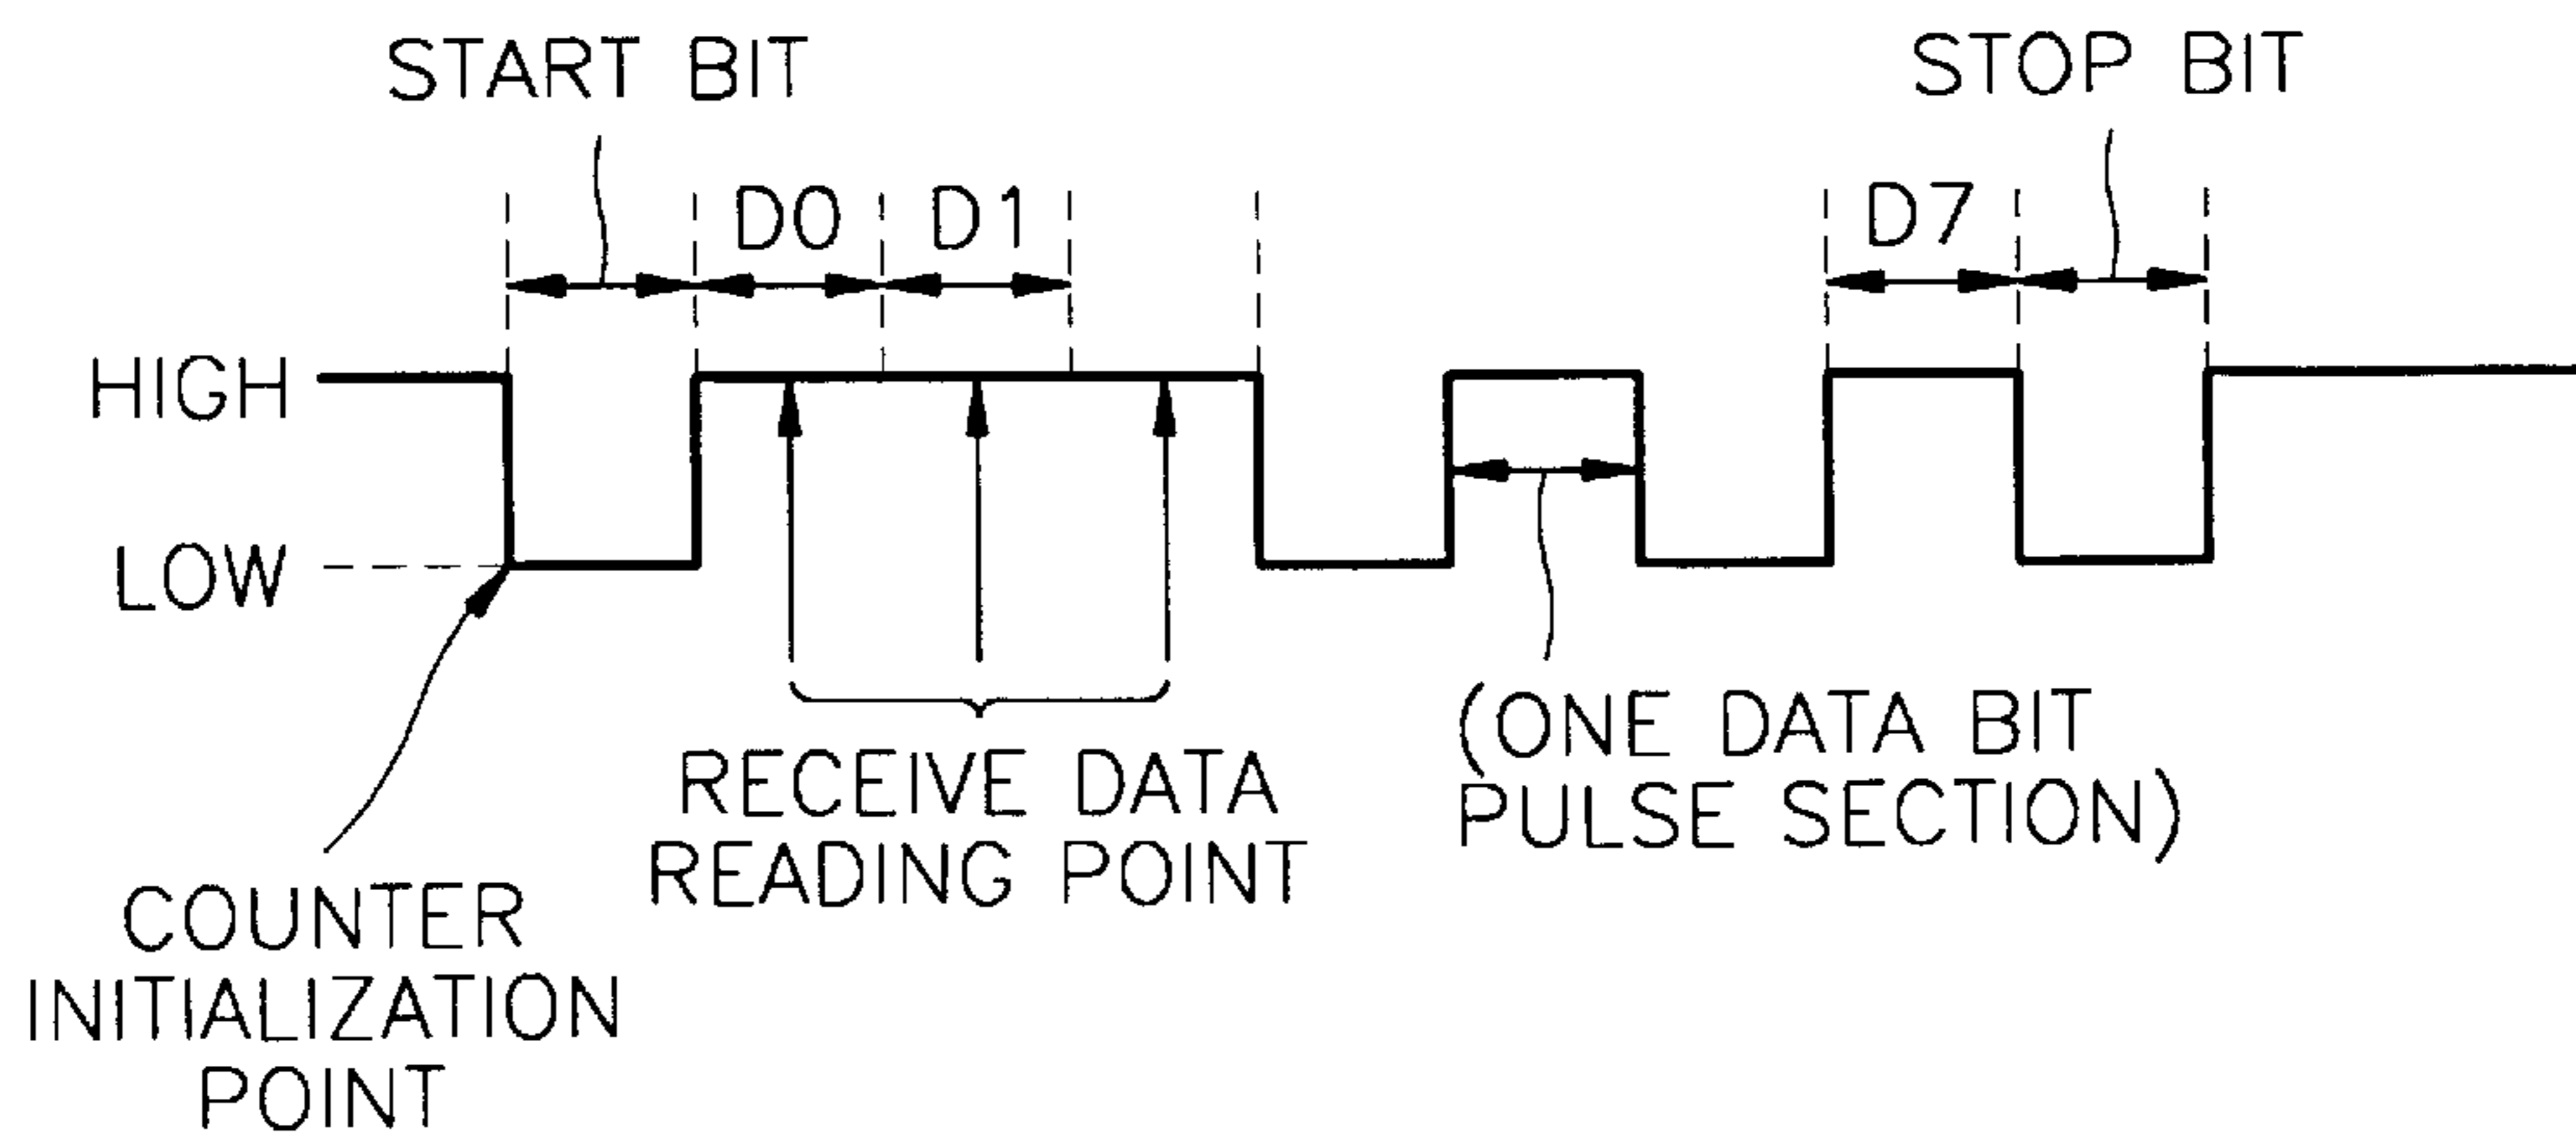 START BIT
STOP BIT
D0
D1
D7
HIGH
LOW
(ONE DATA BIT
PULSE SECTION)
RECEIVE DATA
READING POINT
COUNTER
INITIALIZATION
POINT